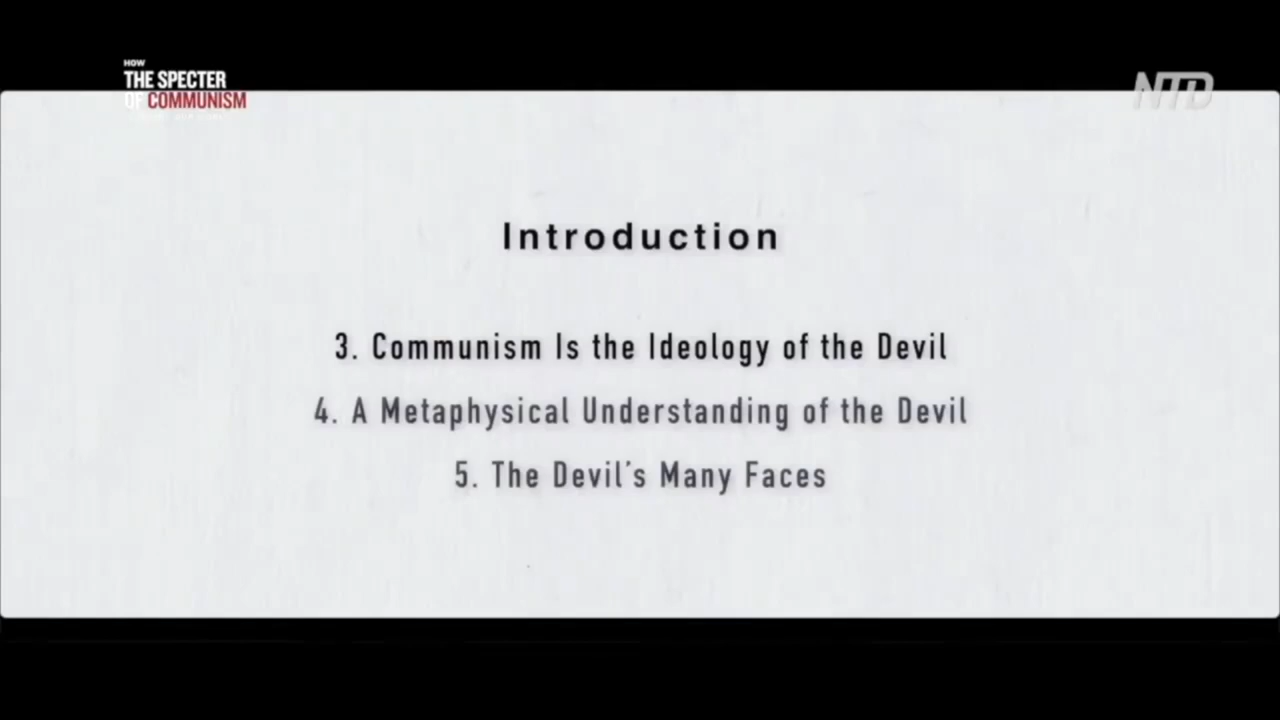 HOW
THE SPECTER
OF COMMUNISM
NTD
Introduction
3. Communism Is the Ideology of the Devil
4. A Metaphysical Understanding of the Devil
5. The Devil's Many Faces